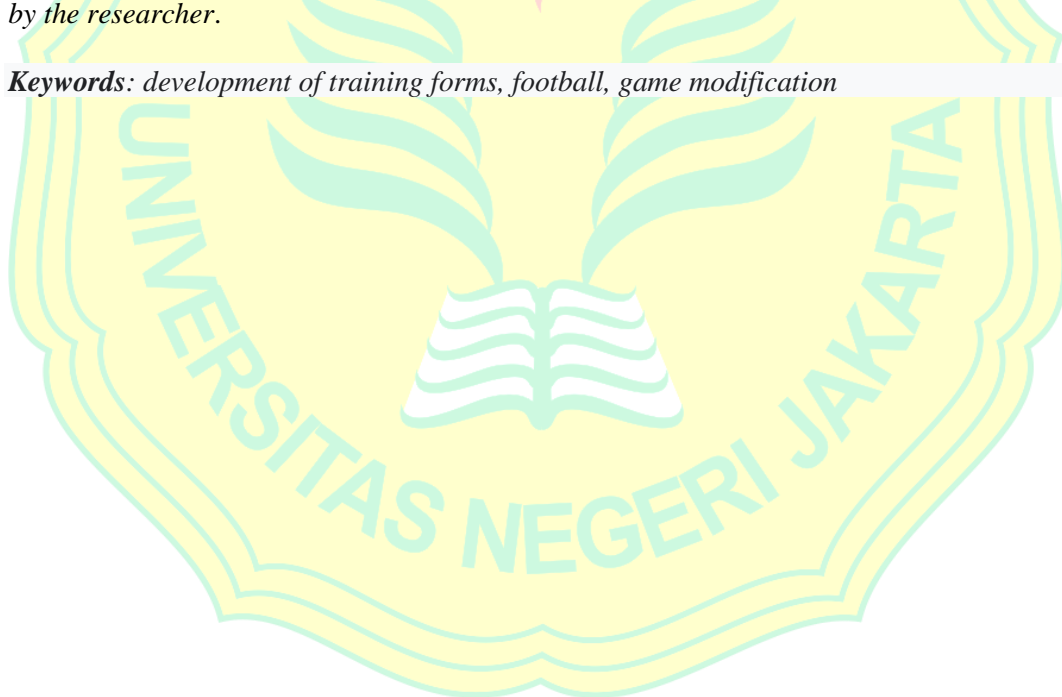 by the researcher.
Keywords: development of training forms, football, game modification
UNIVERSITAS NEGERI JAKARTA